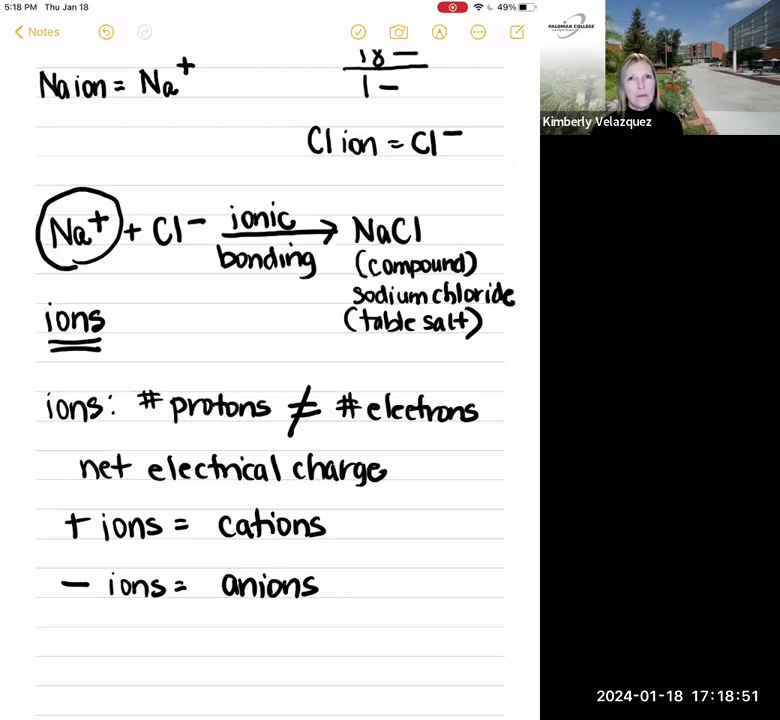 5:18 PM Thu Jan 18
49%
Notes
PALOMAR COLLEGE
Kimberly Velazquez
18 —
1 —
Na ion = Na+
Cl ion = Cl—
Na+ + Cl— ionic bonding → NaCl
(compound)
sodium chloride
(table salt)
ions
ions: # protons ≠ # electrons
net electrical charge
+ ions = cations
— ions = anions
2024-01-18 17:18:51